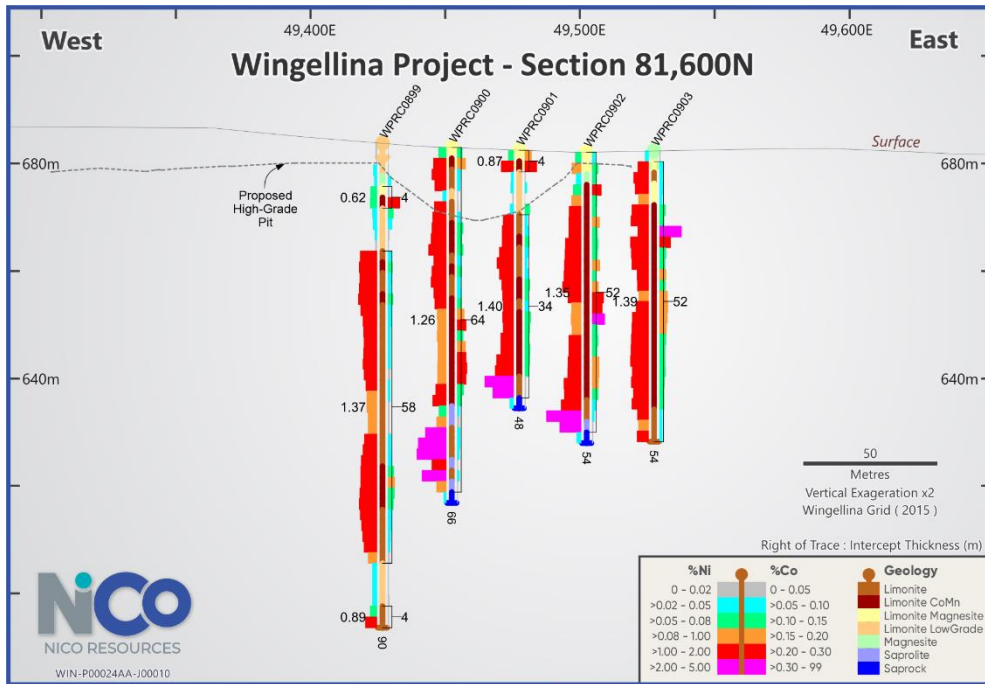 West
49,400E
49,500E
49,600E
East
Wingellina Project - Section 81,600N
WPRC0899
WPRC0900
WPRC0901
WPRC0902
WPRC0903
Surface
680m
680m
Proposed
High-Grade
Pit
0.62
4
0.87
4
1.26
64
1.40
34
1.35
52
1.39
52
640m
640m
1.37
58
48
54
54
66
0.89
4
90
50
Metres
Vertical Exageration x2
Wingellina Grid ( 2015 )
Right of Trace : Intercept Thickness (m)
%Ni
%Co
Geology
0 - 0.02
0 - 0.05
Limonite
>0.02 - 0.05
>0.05 - 0.10
Limonite CoMn
>0.05 - 0.08
>0.10 - 0.15
Limonite Magnesite
>0.08 - 1.00
>0.15 - 0.20
Limonite LowGrade
>1.00 - 2.00
>0.20 - 0.30
Magnesite
>2.00 - 5.00
>0.30 - 99
Saprolite
Saprock
NiCo
NICO RESOURCES
WIN-P00024AA-J00010